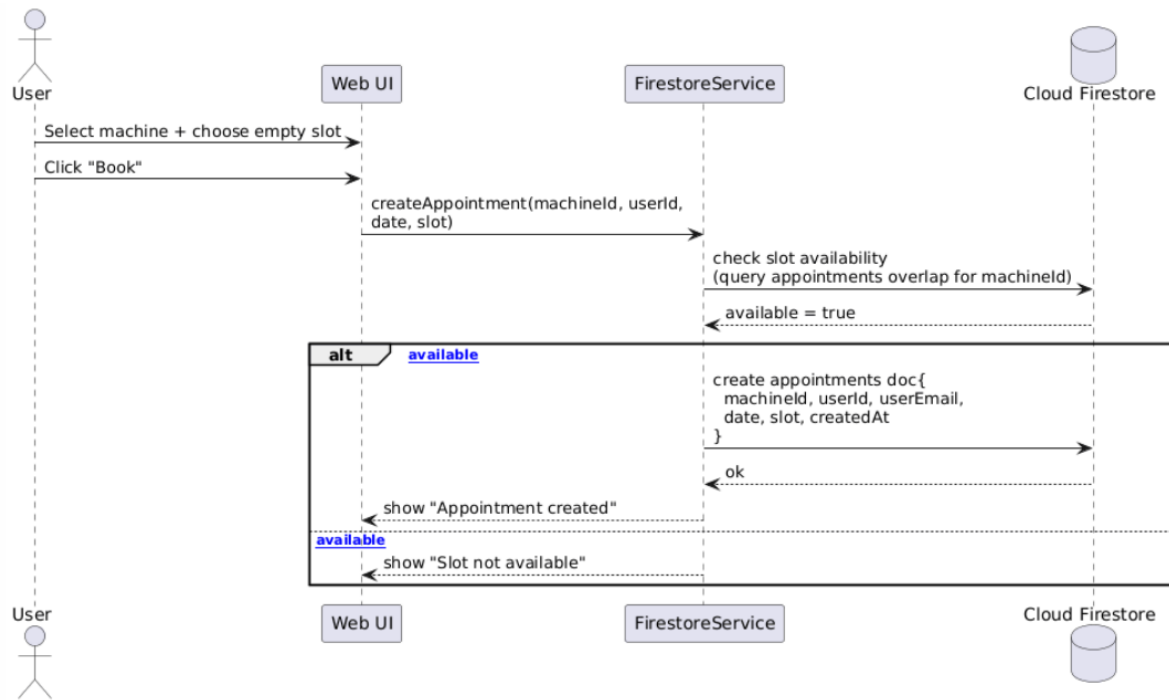 User
Web UI
FirestoreService
Cloud Firestore
Select machine + choose empty slot
Click "Book"
createAppointment(machineId, userId,
date, slot)
check slot availability
(query appointments overlap for machineId)
available = true
alt
available
create appointments doc{
machineId, userId, userEmail,
date, slot, createdAt
}
ok
show "Appointment created"
available
show "Slot not available"
User
Web UI
FirestoreService
Cloud Firestore